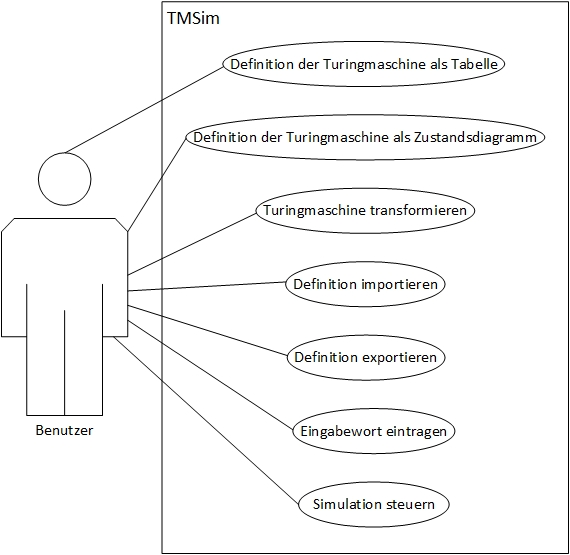 TMSim
Definition der Turingmaschine als Tabelle
Definition der Turingmaschine als Zustandsdiagramm
Turingmaschine transformieren
Definition importieren
Definition exportieren
Eingabewort eintragen
Simulation steuern
Benutzer